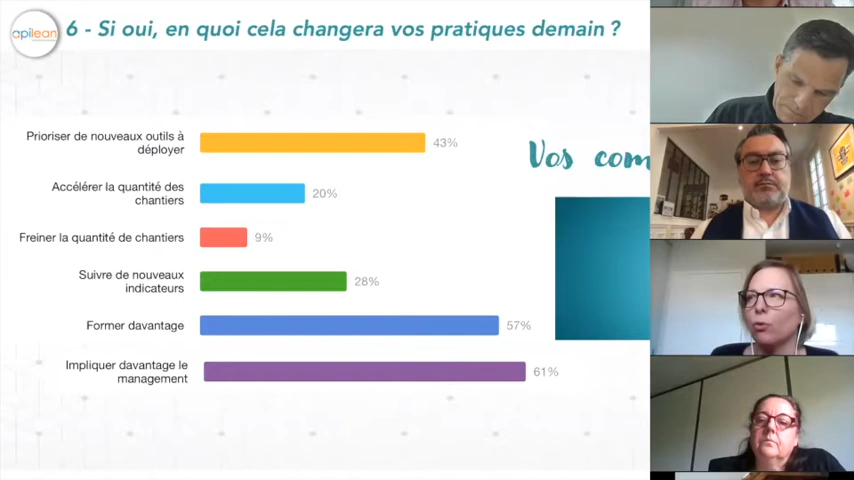 apilean
6 - Si oui, en quoi cela changera vos pratiques demain ?
Prioriser de nouveaux outils à
déployer
43%
Vos com
Accélérer la quantité des
chantiers
20%
Freiner la quantité de chantiers
9%
Suivre de nouveaux
indicateurs
28%
Former davantage
57%
Impliquer davantage le
management
61%